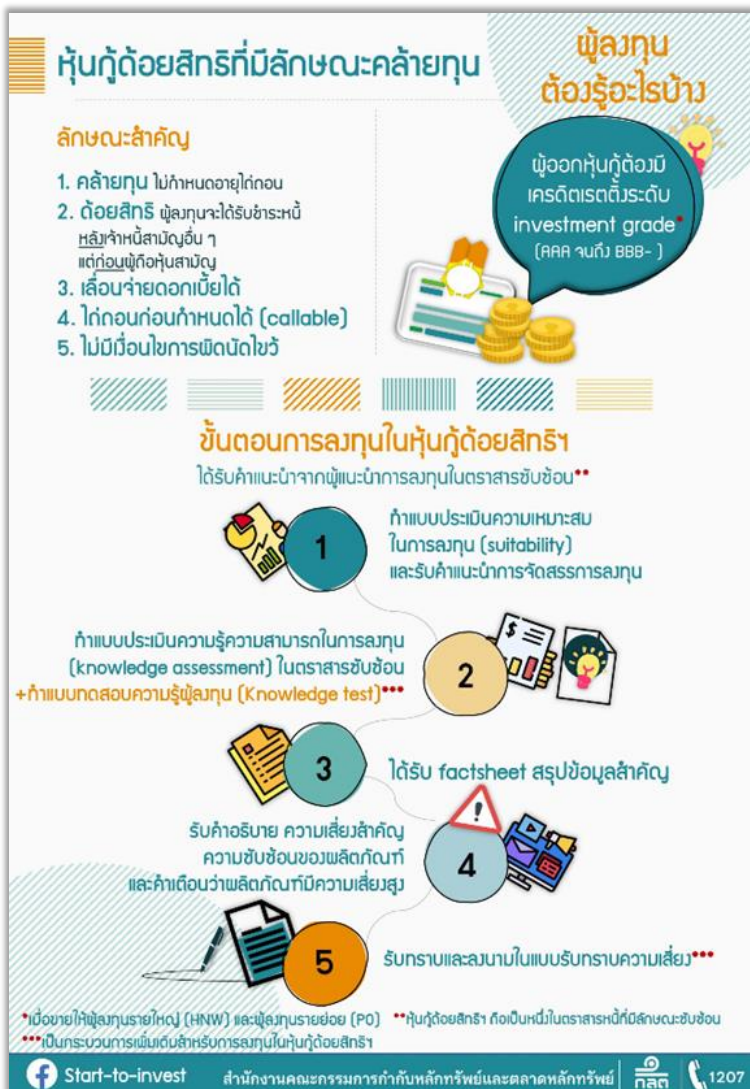 หุ้นกู้ด้อยสิทธิที่มีลักษณะคล้ายทุน
ผู้ลงทุน
ต้องรู้อะไรบ้าง
ลักษณะสำคัญ
1. คล้ายทุน ไม่กำหนดอายุไถ่ถอน
2. ด้อยสิทธิ ผู้ลงทุนจะได้รับชำระหนี้
หลังเจ้าหนี้สามัญอื่น ๆ
แต่ก่อนผู้ถือหุ้นสามัญ
3. เลื่อนจ่ายดอกเบี้ยได้
4. ไถ่ถอนก่อนกำหนดได้ (callable)
5. ไม่มีเงื่อนไขการผิดนัดไขว้
ผู้ออกหุ้นกู้ต้องมี
เครดิตเรตติ้งระดับ
investment grade*
(AAA จนถึง BBB- )
ขั้นตอนการลงทุนในหุ้นกู้ด้อยสิทธิฯ
ได้รับคำแนะนำจากผู้แนะนำการลงทุนในตราสารซับซ้อน**
1
ทำแบบประเมินความเหมาะสม
ในการลงทุน (suitability)
และรับคำแนะนำการจัดสรรการลงทุน
ทำแบบประเมินความรู้ความสามารถในการลงทุน
(knowledge assessment) ในตราสารซับซ้อน
+ทำแบบทดสอบความรู้ผู้ลงทุน (Knowledge test)***
2
3
ได้รับ factsheet สรุปข้อมูลสำคัญ
รับคำอธิบาย ความเสี่ยงสำคัญ
ความซับซ้อนของผลิตภัณฑ์
และคำเตือนว่าผลิตภัณฑ์มีความเสี่ยงสูง
4
5
รับทราบและลงนามในแบบรับทราบความเสี่ยง***
*เมื่อขายให้ผู้ลงทุนรายใหญ่ (HNW) และผู้ลงทุนรายย่อย (PO) **หุ้นกู้ด้อยสิทธิฯ ถือเป็นหนึ่งในตราสารหนี้ที่มีลักษณะซับซ้อน
***เป็นกระบวนการเพิ่มเติมสำหรับการลงทุนในหุ้นกู้ด้อยสิทธิฯ
Start-to-invest สำนักงานคณะกรรมการกำกับหลักทรัพย์และตลาดหลักทรัพย์ ก.ล.ต. 1207